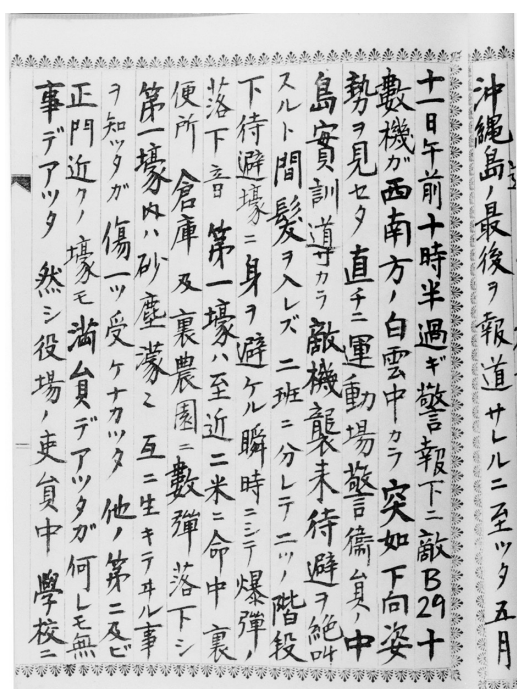 沖縄島ノ最後ヲ報道サレルニ至ツタ 五月
十一日午前十時半過ギ警報下ニ敵B29十
數機ガ西南方ノ白雲中カラ突如下向姿
勢ヲ見セタ 直チニ運動場警備員ノ中
島實訓導カラ敵機襲来待避ヲ絶叫
スルト間髪ヲ入レズ 二班ニ分レテ二ツノ階段
下待避壕ニ身ヲ避ケル瞬時ニシテ爆弾ノ
落下音 第一壕ハ至近二米ニ命中 裏
便所 倉庫 及裏農園ニ數弾落下シ
第一壕内ハ砂塵濛々 互ニ生キテヰル事
ヲ知ツタガ 傷一ツ受ケナカツタ 他ノ第二及ビ
正門近クノ壕モ満員デアツタガ何レモ無
事デアツタ 然シ役場ノ吏員中 學校ニ